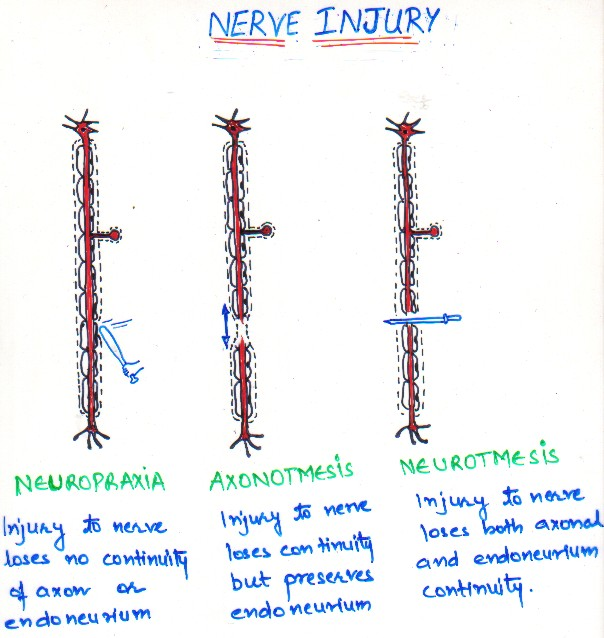 NERVE INJURY
NEUROPRAXIA
Injury to nerve
loses no continuity
of axon or
endoneurium
AXONOTMESIS
Injury to nerve
loses continuity
but preserves
endoneurium
NEUROTMESIS
Injury to nerve
loses both axonal
and endoneurium
continuity.